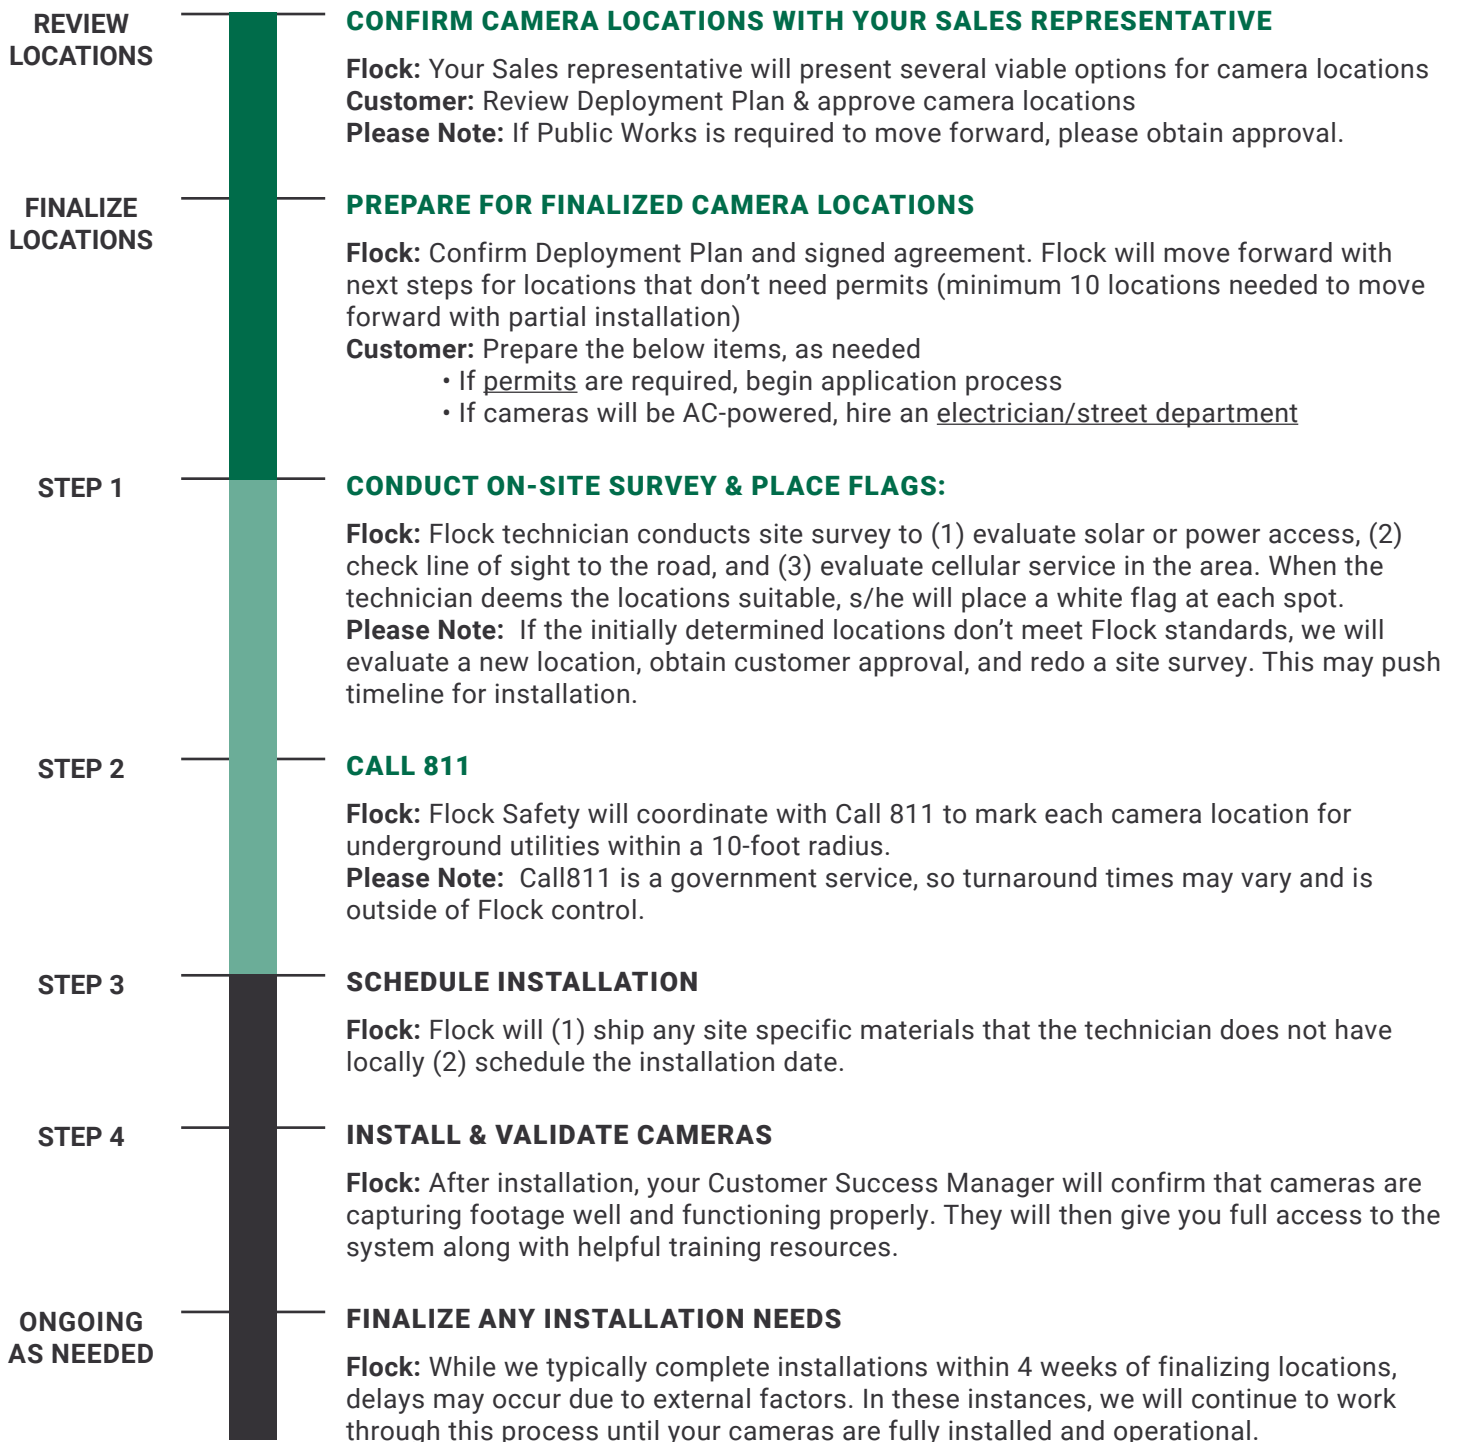 REVIEW
LOCATIONS
CONFIRM CAMERA LOCATIONS WITH YOUR SALES REPRESENTATIVE
Flock: Your Sales representative will present several viable options for camera locations
Customer: Review Deployment Plan & approve camera locations
Please Note: If Public Works is required to move forward, please obtain approval.
FINALIZE
LOCATIONS
PREPARE FOR FINALIZED CAMERA LOCATIONS
Flock: Confirm Deployment Plan and signed agreement. Flock will move forward with
next steps for locations that don't need permits (minimum 10 locations needed to move
forward with partial installation)
Customer: Prepare the below items, as needed
• If permits are required, begin application process
• If cameras will be AC-powered, hire an electrician/street department
STEP 1
CONDUCT ON-SITE SURVEY & PLACE FLAGS:
Flock: Flock technician conducts site survey to (1) evaluate solar or power access, (2)
check line of sight to the road, and (3) evaluate cellular service in the area. When the
technician deems the locations suitable, s/he will place a white flag at each spot.
Please Note: If the initially determined locations don't meet Flock standards, we will
evaluate a new location, obtain customer approval, and redo a site survey. This may push
timeline for installation.
STEP 2
CALL 811
Flock: Flock Safety will coordinate with Call 811 to mark each camera location for
underground utilities within a 10-foot radius.
Please Note: Call811 is a government service, so turnaround times may vary and is
outside of Flock control.
STEP 3
SCHEDULE INSTALLATION
Flock: Flock will (1) ship any site specific materials that the technician does not have
locally (2) schedule the installation date.
STEP 4
INSTALL & VALIDATE CAMERAS
Flock: After installation, your Customer Success Manager will confirm that cameras are
capturing footage well and functioning properly. They will then give you full access to the
system along with helpful training resources.
ONGOING
AS NEEDED
FINALIZE ANY INSTALLATION NEEDS
Flock: While we typically complete installations within 4 weeks of finalizing locations,
delays may occur due to external factors. In these instances, we will continue to work
through this process until your cameras are fully installed and operational.